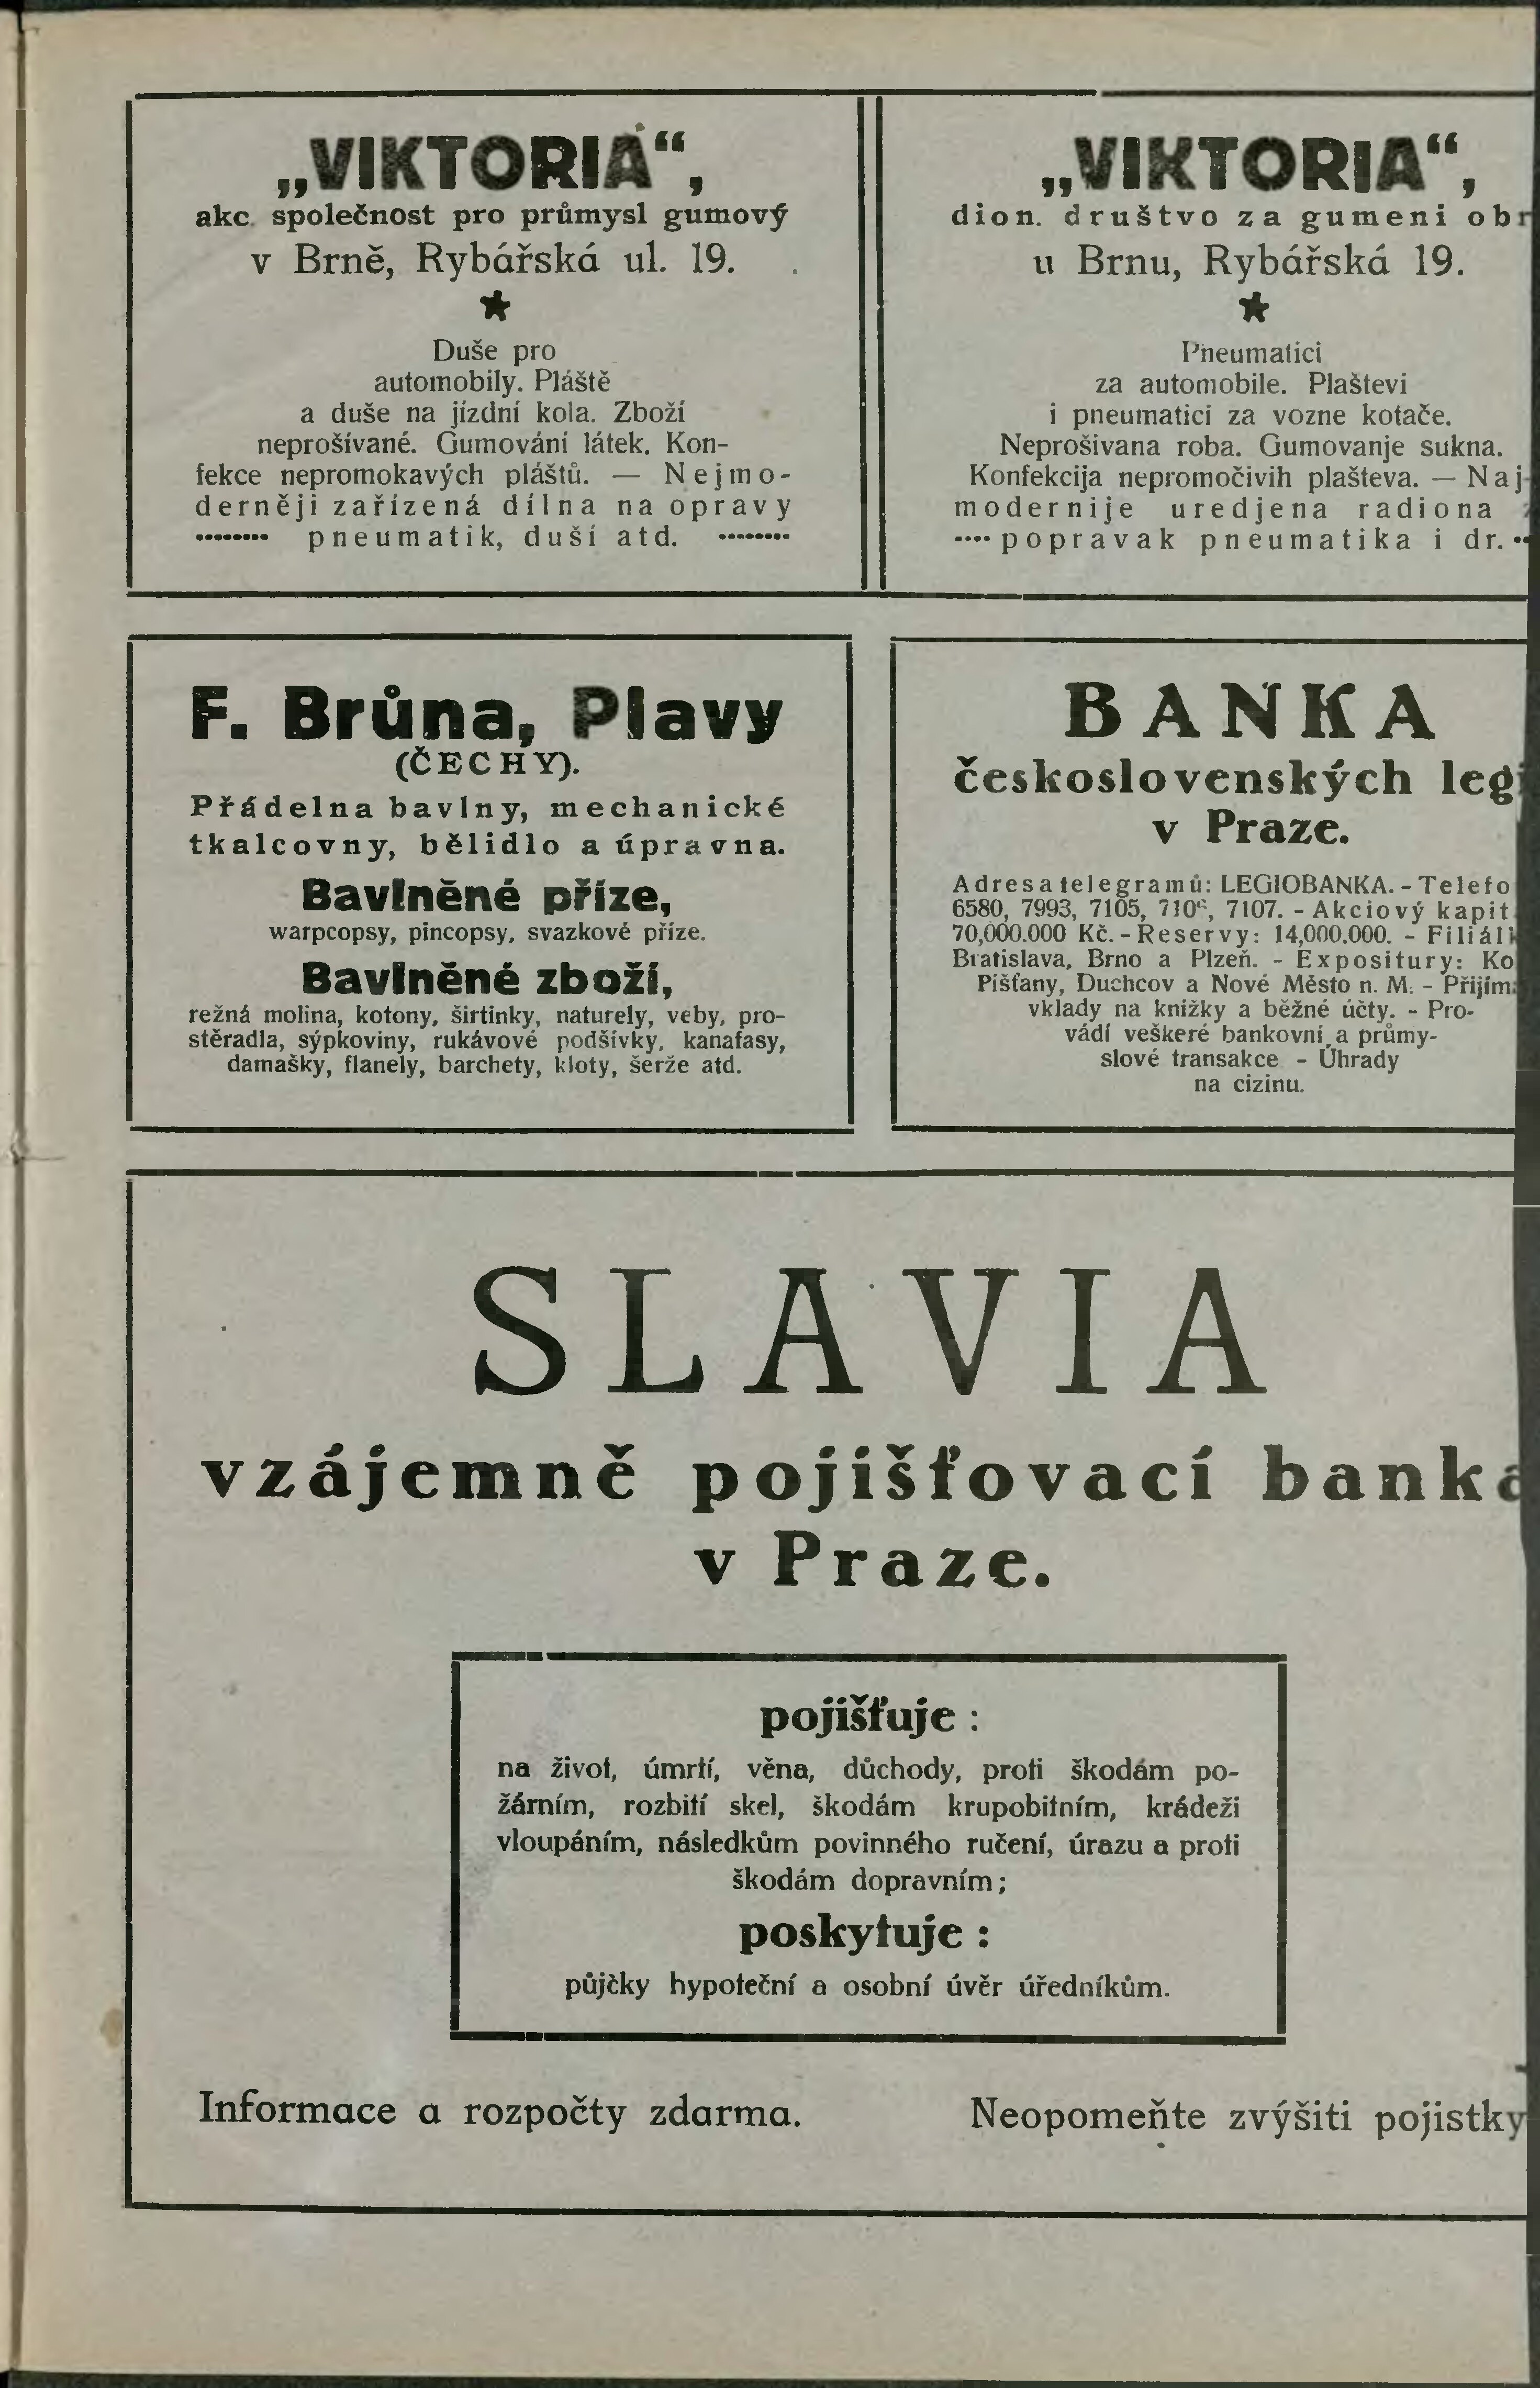 „VIKTORIA“,
akc. společnost pro průmysl gumový
v Brně, Rybářská ul. 19.
Duše pro
automobily. Pláště
a duše na jízdní kola. Zboží
neprošívané. Gumování látek. Kon-
fekce nepromokavých plášťů. — Nejmo-
derněji zařízená dílna na opravy
pneumatik, duší atd.
„VIKTORIA“,
dion. društvo za gumeni
u Brnu, Rybářská 19.
Pneumatici
za automobile. Plaštevi
i pneumatici za vozne kotače.
Neprošivana roba. Gumovanje sukna.
Konfekcija nepromočivih plašteva. — Naj-
modernije uredjena radiona
popravak pneumatika i dr.
F. Brůna, Plavy
(ČECHY).
Přádelna bavlny, mechanické
tkalcovny, bělidlo a úpravna.
Bavlněné příze,
warpcopsy, pincopsy, svazkové příze.
Bavlněné zboží,
režná molina, kotony, širtinky, naturely, veby, pro-
stěradla, sýpkoviny, rukávové podšívky, kanafasy,
damašky, flanely, barchety, kloty, šerže atd.
BANKA
československých
v Praze.
Adresa telegramů: LEGIOBANKA. - Telefo
6580, 7993, 7105, 7107. - Akciový kapit
70,000.000 Kč. - Reservy: 14,000.000. - Filiál
Bratislava, Brno a Plzeň. - Expositury: Ko
Píšťany, Duchcov a Nové Město n. M. - Přijím
vklady na knížky a běžné účty. - Pro-
vádí veškeré bankovní a průmy-
slové transakce - Úhrady
na cizinu.
SLAVIA
vzájemně pojišťovací banka
v Praze.
pojišťuje :
na život, úmrtí, věna, důchody, proti škodám po-
žárním, rozbití skel, škodám krupobitním, krádeži
vloupáním, následkům povinného ručení, úrazu a proti
škodám dopravním ;
poskytuje :
půjčky hypoteční a osobní úvěr úředníkům.
Informace a rozpočty zdarma. Neopomeňte zvýšiti pojistky